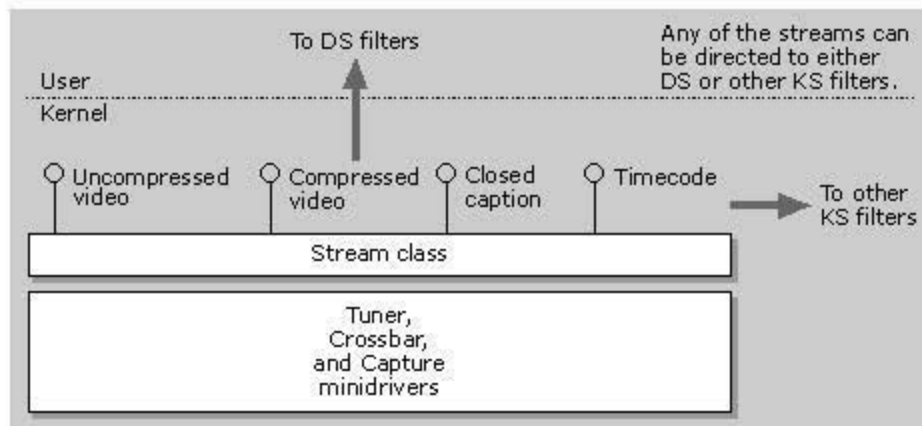 To DS filters
Any of the streams can
be directed to either
DS or other KS filters.
User
Kernel
Uncompressed
video
Compressed
video
Closed
caption
Timecode
To other
KS filters
Stream class
Tuner,
Crossbar,
and Capture
minidrivers